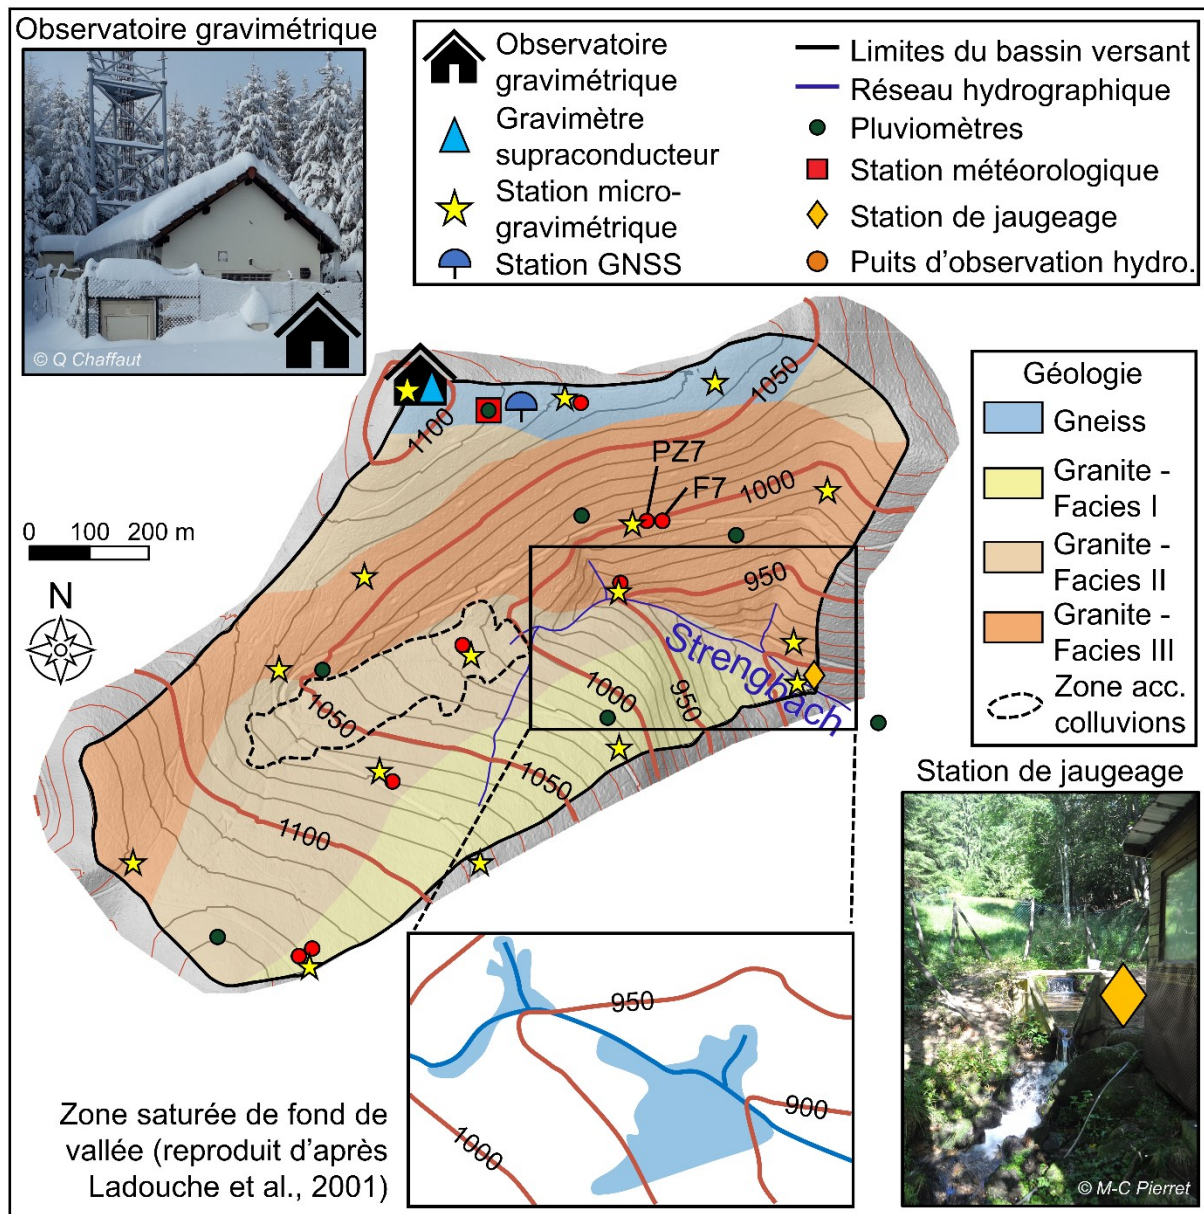 Observatoire gravimétrique
© Q Chaffaut
Observatoire
gravimétrique
Gravimètre
supraconducteur
Station micro-
gravimétrique
Station GNSS
Limites du bassin versant
Réseau hydrographique
Pluviomètres
Station météorologique
Station de jaugeage
Puits d'observation hydro.
Géologie
Gneiss
Granite -
Facies I
Granite -
Facies II
Granite -
Facies III
Zone acc.
colluvions
0 100 200 m
N
1100
1050
PZ7
F7
1000
950
Strengbach
1000
950
1050
1050
1100
Station de jaugeage
© M-C Pierret
950
900
1000
Zone saturée de fond de
vallée (reproduit d'après
Ladouche et al., 2001)